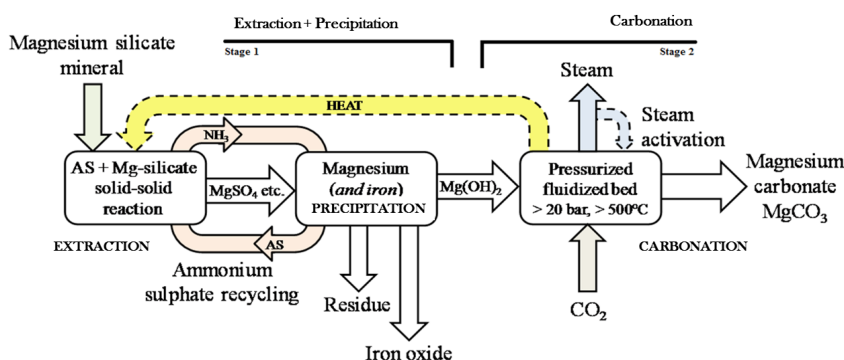 Extraction + Precipitation
Carbonation
Stage 1
Stage 2
Magnesium silicate
mineral
Steam
HEAT
Steam
activation
NH₃
AS + Mg-silicate
solid-solid
reaction
MgSO₄ etc.
Magnesium
(and iron)
PRECIPITATION
Mg(OH)₂
Pressurized
fluidized bed
> 20 bar, > 500°C
Magnesium
carbonate
MgCO₃
EXTRACTION
AS
CARBONATION
Ammonium
sulphate recycling
Residue
CO₂
Iron oxide